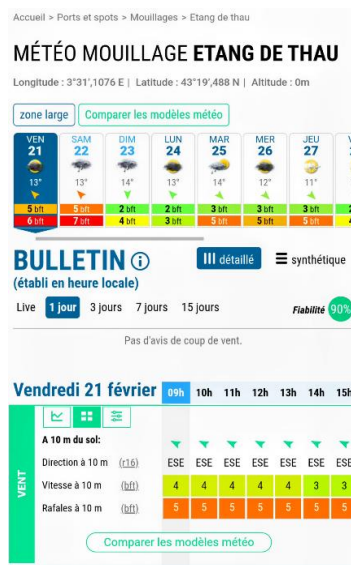 Accueil > Ports et spots > Mouillages > Etang de thau
MÉTÉO MOUILLAGE ETANG DE THAU
Longitude : 3°31',1076 E | Latitude : 43°19',488 N | Altitude : 0m
zone large Comparer les modèles météo
VEN SAM DIM LUN MAR MER JEU
21 22 23 24 25 26 27
13° 13° 14° 13° 14° 12° 11°
5 bft 5 bft 2 bft 2 bft 3 bft 3 bft 3 bft
6 bft 7 bft 4 bft 3 bft 5 bft 5 bft 5 bft
BULLETIN i détaillé synthétique
(établi en heure locale)
Live 1 jour 3 jours 7 jours 15 jours Fiabilité 90%
Pas d'avis de coup de vent.
Vendredi 21 février 09h 10h 11h 12h 13h 14h 15h
VENT
A 10 m du sol:
Direction à 10 m (r16) ESE ESE ESE ESE ESE ESE ESE
Vitesse à 10 m (bft) 4 4 4 4 4 3 3
Rafales à 10 m (bft) 5 5 5 5 5 5 5
Comparer les modèles météo